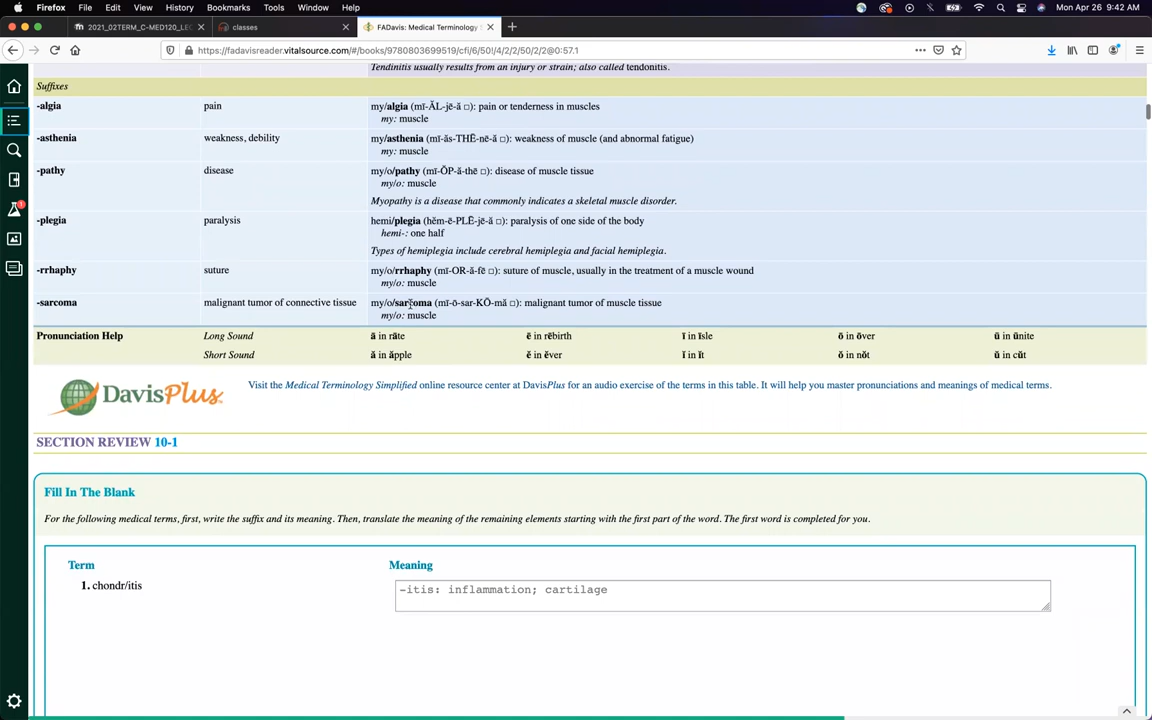 Firefox File Edit View History Bookmarks Tools Window Help Mon Apr 26 9:42 AM
2021_02TERM_C-MED120_LEC classes FADavis: Medical Terminology S
https://fadavisreader.vitalsource.com/#/books/9780803699519/cfi/6/50!/4/2/2/50/2/2@0:57.1
Tendinitis usually results from an injury or strain; also called tendonitis.
Suffixes
-algia pain my/algia (mī-ĂL-jē-ă □): pain or tenderness in muscles
my: muscle
-asthenia weakness, debility my/asthenia (mī-ăs-THĒ-nē-ă □): weakness of muscle (and abnormal fatigue)
my: muscle
-pathy disease my/o/pathy (mī-ŎP-ă-thē □): disease of muscle tissue
my/o: muscle
Myopathy is a disease that commonly indicates a skeletal muscle disorder.
-plegia paralysis hemi/plegia (hĕm-ē-PLĒ-jē-ă □): paralysis of one side of the body
hemi-: one half
Types of hemiplegia include cerebral hemiplegia and facial hemiplegia.
-rrhaphy suture my/o/rrhaphy (mī-OR-ă-fē □): suture of muscle, usually in the treatment of a muscle wound
my/o: muscle
-sarcoma malignant tumor of connective tissue my/o/sarcoma (mī-ō-sar-KŌ-mă □): malignant tumor of muscle tissue
my/o: muscle
Pronunciation Help Long Sound ā in rāte ē in rēbirth ī in īsle ō in ōver ū in ūnite
Short Sound ă in ăpple ĕ in ĕver ĭ in ĭt ŏ in nŏt ŭ in cŭt
DavisPlus Visit the Medical Terminology Simplified online resource center at DavisPlus for an audio exercise of the terms in this table. It will help you master pronunciations and meanings of medical terms.
SECTION REVIEW 10-1
Fill In The Blank
For the following medical terms, first, write the suffix and its meaning. Then, translate the meaning of the remaining elements starting with the first part of the word. The first word is completed for you.
Term Meaning
1. chondr/itis -itis: inflammation; cartilage